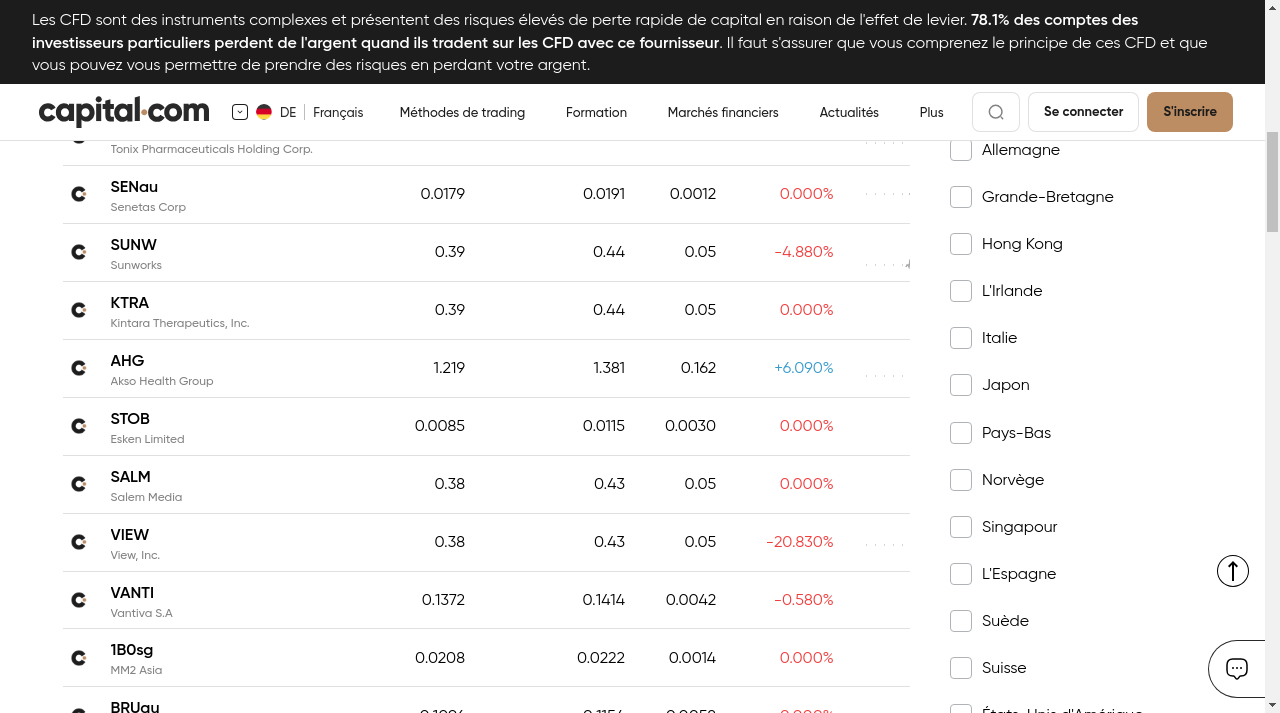 Les CFD sont des instruments complexes et présentent des risques élevés de perte rapide de capital en raison de l'effet de levier. 78.1% des comptes des
investisseurs particuliers perdent de l'argent quand ils tradent sur les CFD avec ce fournisseur. Il faut s'assurer que vous comprenez le principe de ces CFD et que
vous pouvez vous permettre de prendre des risques en perdant votre argent.
capital.com DE Français Méthodes de trading Formation Marchés financiers Actualités Plus Se connecter S'inscrire
Tonix Pharmaceuticals Holding Corp.
SENau 0.0179 0.0191 0.0012 0.000%
Senetas Corp
SUNW 0.39 0.44 0.05 -4.880%
Sunworks
KTRA 0.39 0.44 0.05 0.000%
Kintara Therapeutics, Inc.
AHG 1.219 1.381 0.162 +6.090%
Akso Health Group
STOB 0.0085 0.0115 0.0030 0.000%
Esken Limited
SALM 0.38 0.43 0.05 0.000%
Salem Media
VIEW 0.38 0.43 0.05 -20.830%
View, Inc.
VANTI 0.1372 0.1414 0.0042 -0.580%
Vantiva S.A
1B0sg 0.0208 0.0222 0.0014 0.000%
MM2 Asia
BRUau
Allemagne
Grande-Bretagne
Hong Kong
L'Irlande
Italie
Japon
Pays-Bas
Norvège
Singapour
L'Espagne
Suède
Suisse
États-Unis d'Amérique